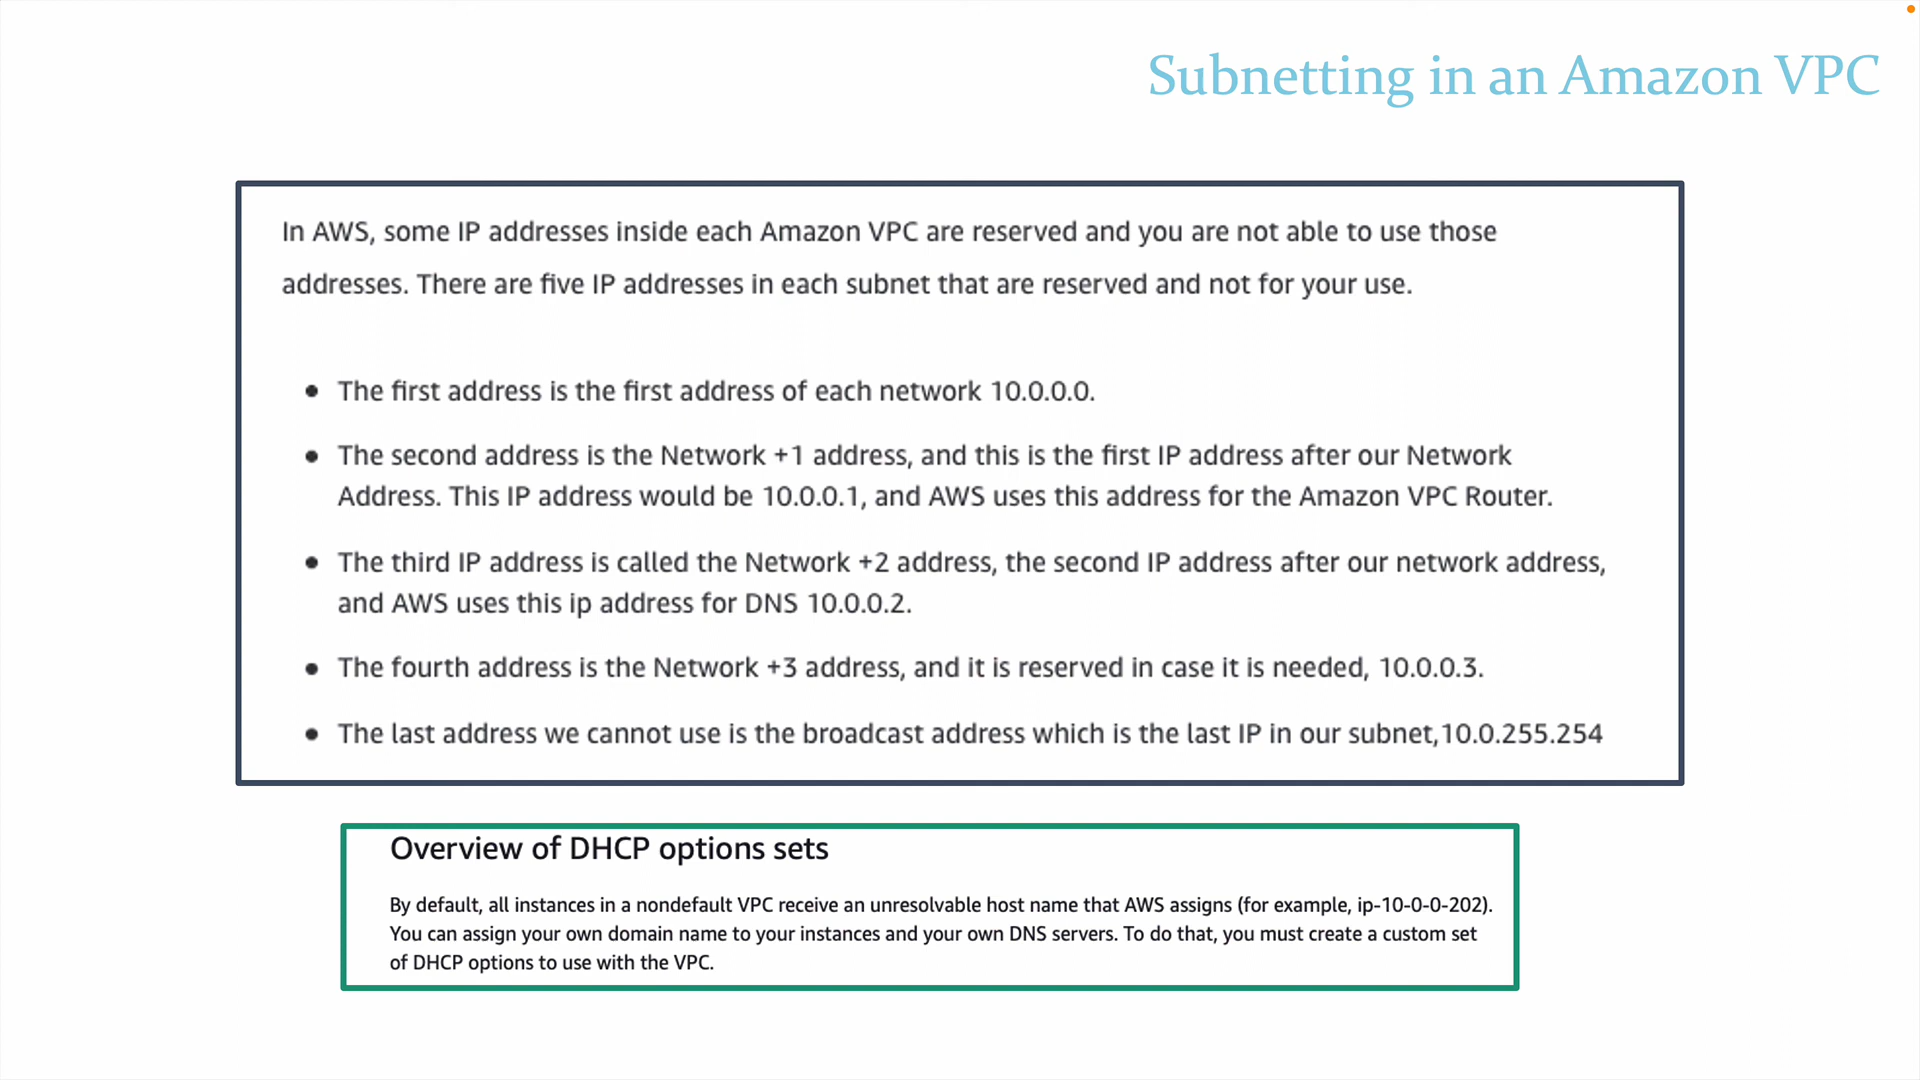 Subnetting in an Amazon VPC
In AWS, some IP addresses inside each Amazon VPC are reserved and you are not able to use those
addresses. There are five IP addresses in each subnet that are reserved and not for your use.
• The first address is the first address of each network 10.0.0.0.
• The second address is the Network +1 address, and this is the first IP address after our Network
Address. This IP address would be 10.0.0.1, and AWS uses this address for the Amazon VPC Router.
• The third IP address is called the Network +2 address, the second IP address after our network address,
and AWS uses this ip address for DNS 10.0.0.2.
• The fourth address is the Network +3 address, and it is reserved in case it is needed, 10.0.0.3.
• The last address we cannot use is the broadcast address which is the last IP in our subnet,10.0.255.254
Overview of DHCP options sets
By default, all instances in a nondefault VPC receive an unresolvable host name that AWS assigns (for example, ip-10-0-0-202).
You can assign your own domain name to your instances and your own DNS servers. To do that, you must create a custom set
of DHCP options to use with the VPC.